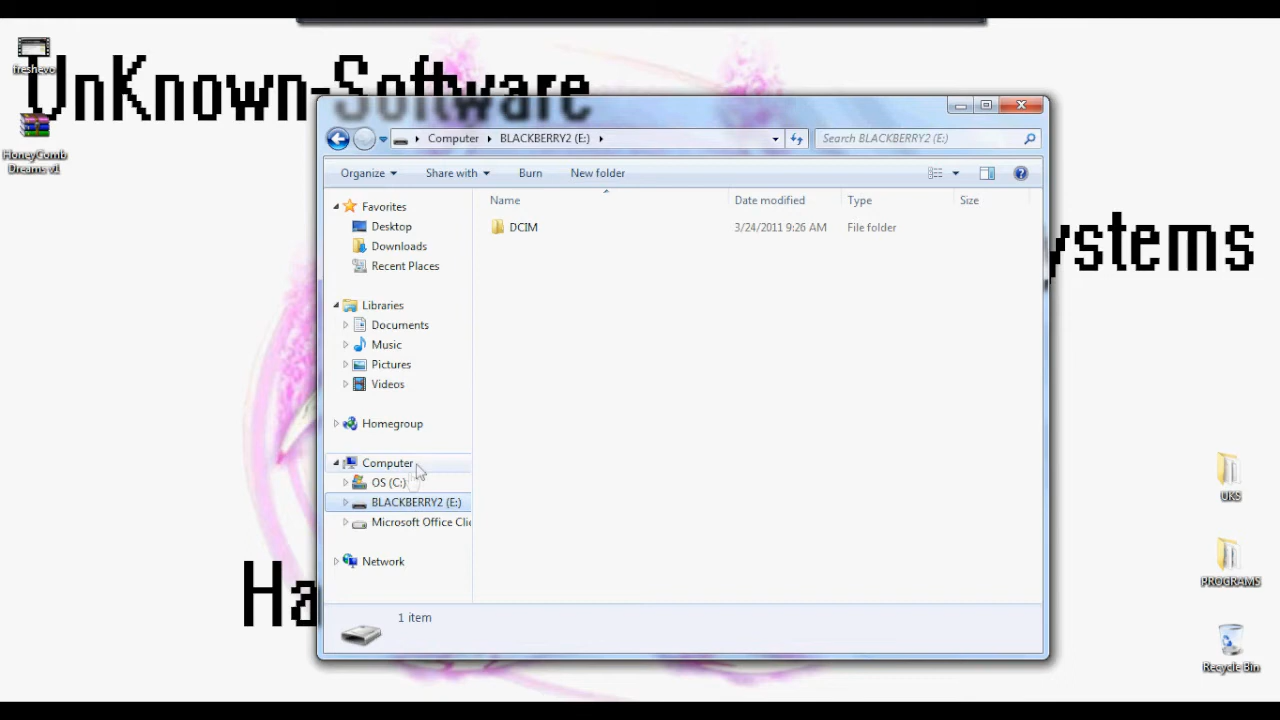 freshevo
UnKnown-Software
HoneyComb
Dreams v1
Computer
BLACKBERRY2 (E:)
Search BLACKBERRY2 (E:)
Organize
Share with
Burn
New folder
Name
Date modified
Type
Size
Favorites
Desktop
Downloads
Recent Places
Libraries
Documents
Music
Pictures
Videos
Homegroup
Computer
OS (C:)
BLACKBERRY2 (E:)
Microsoft Office Clie
Network
DCIM
3/24/2011 9:26 AM
File folder
1 item
ystems
Ha
UKS
PROGRAMS
Recycle Bin